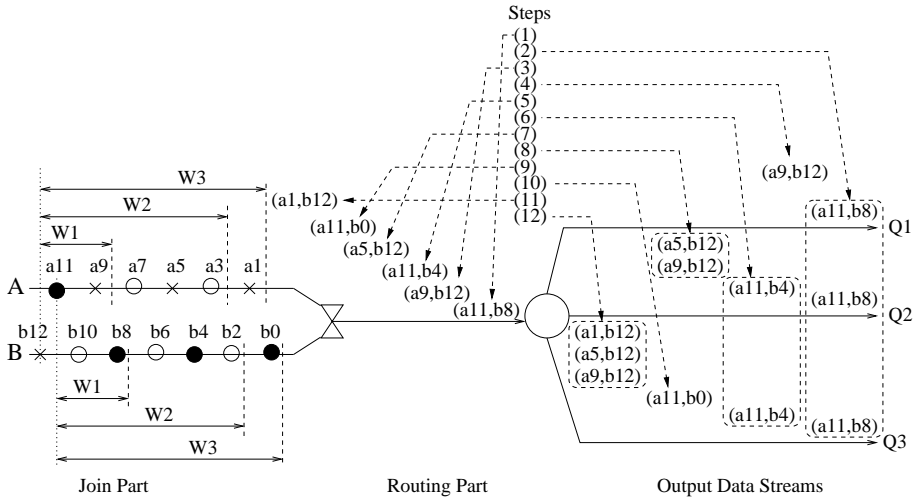 Steps
(1)
(2)
(3)
(4)
(5)
(6)
(7)
(8)
(9)
(10)
(11)
(12)
W3
W2
W1
a11 a9 a7 a5 a3 a1
A
b12 b10 b8 b6 b4 b2 b0
B
W1
W2
W3
(a1,b12)
(a11,b0)
(a5,b12)
(a11,b4)
(a9,b12)
(a11,b8)
(a9,b12)
(a11,b8)
Q1
(a5,b12)
(a9,b12)
(a11,b4)
(a11,b8)
Q2
(a1,b12)
(a5,b12)
(a9,b12)
(a11,b0)
(a11,b4)
(a11,b8)
Q3
Join Part
Routing Part
Output Data Streams